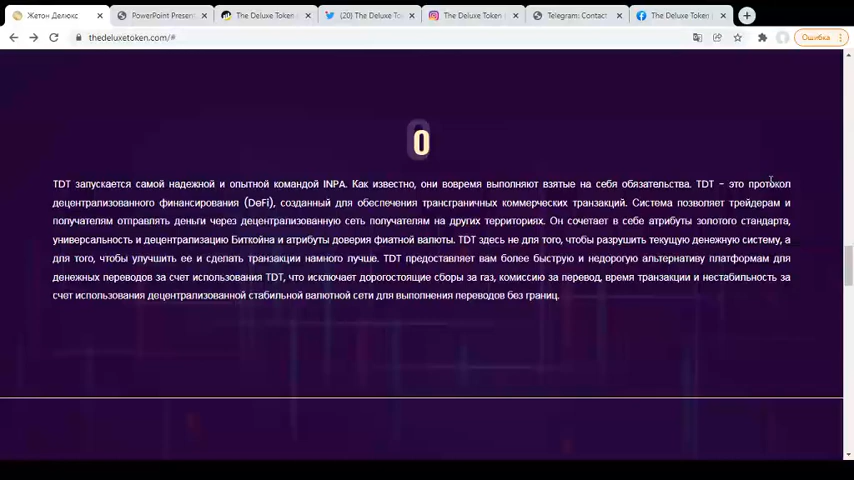 Жетон Делюкс
PowerPoint Presen
The Deluxe Token
(20) The Deluxe Tok
The Deluxe Token
Telegram: Contact
The Deluxe Token
thedeluxetoken.com/#
Ошибка
О
TDT запускается самой надежной и опытной командой INPA. Как известно, они вовремя выполняют взятые на себя обязательства. TDT - это протокол
децентрализованного финансирования (DeFi), созданный для обеспечения трансграничных коммерческих транзакций. Система позволяет трейдерам и
получателям отправлять деньги через децентрализованную сеть получателям на других территориях. Он сочетает в себе атрибуты золотого стандарта,
универсальность и децентрализацию Биткойна и атрибуты доверия фиатной валюты. TDT здесь не для того, чтобы разрушить текущую денежную систему, а
для того, чтобы улучшить ее и сделать транзакции намного лучше. TDT предоставляет вам более быструю и недорогую альтернативу платформам для
денежных переводов за счет использования TDT, что исключает дорогостоящие сборы за газ, комиссию за перевод, время транзакции и нестабильность за
счет использования децентрализованной стабильной валютной сети для выполнения переводов без границ.